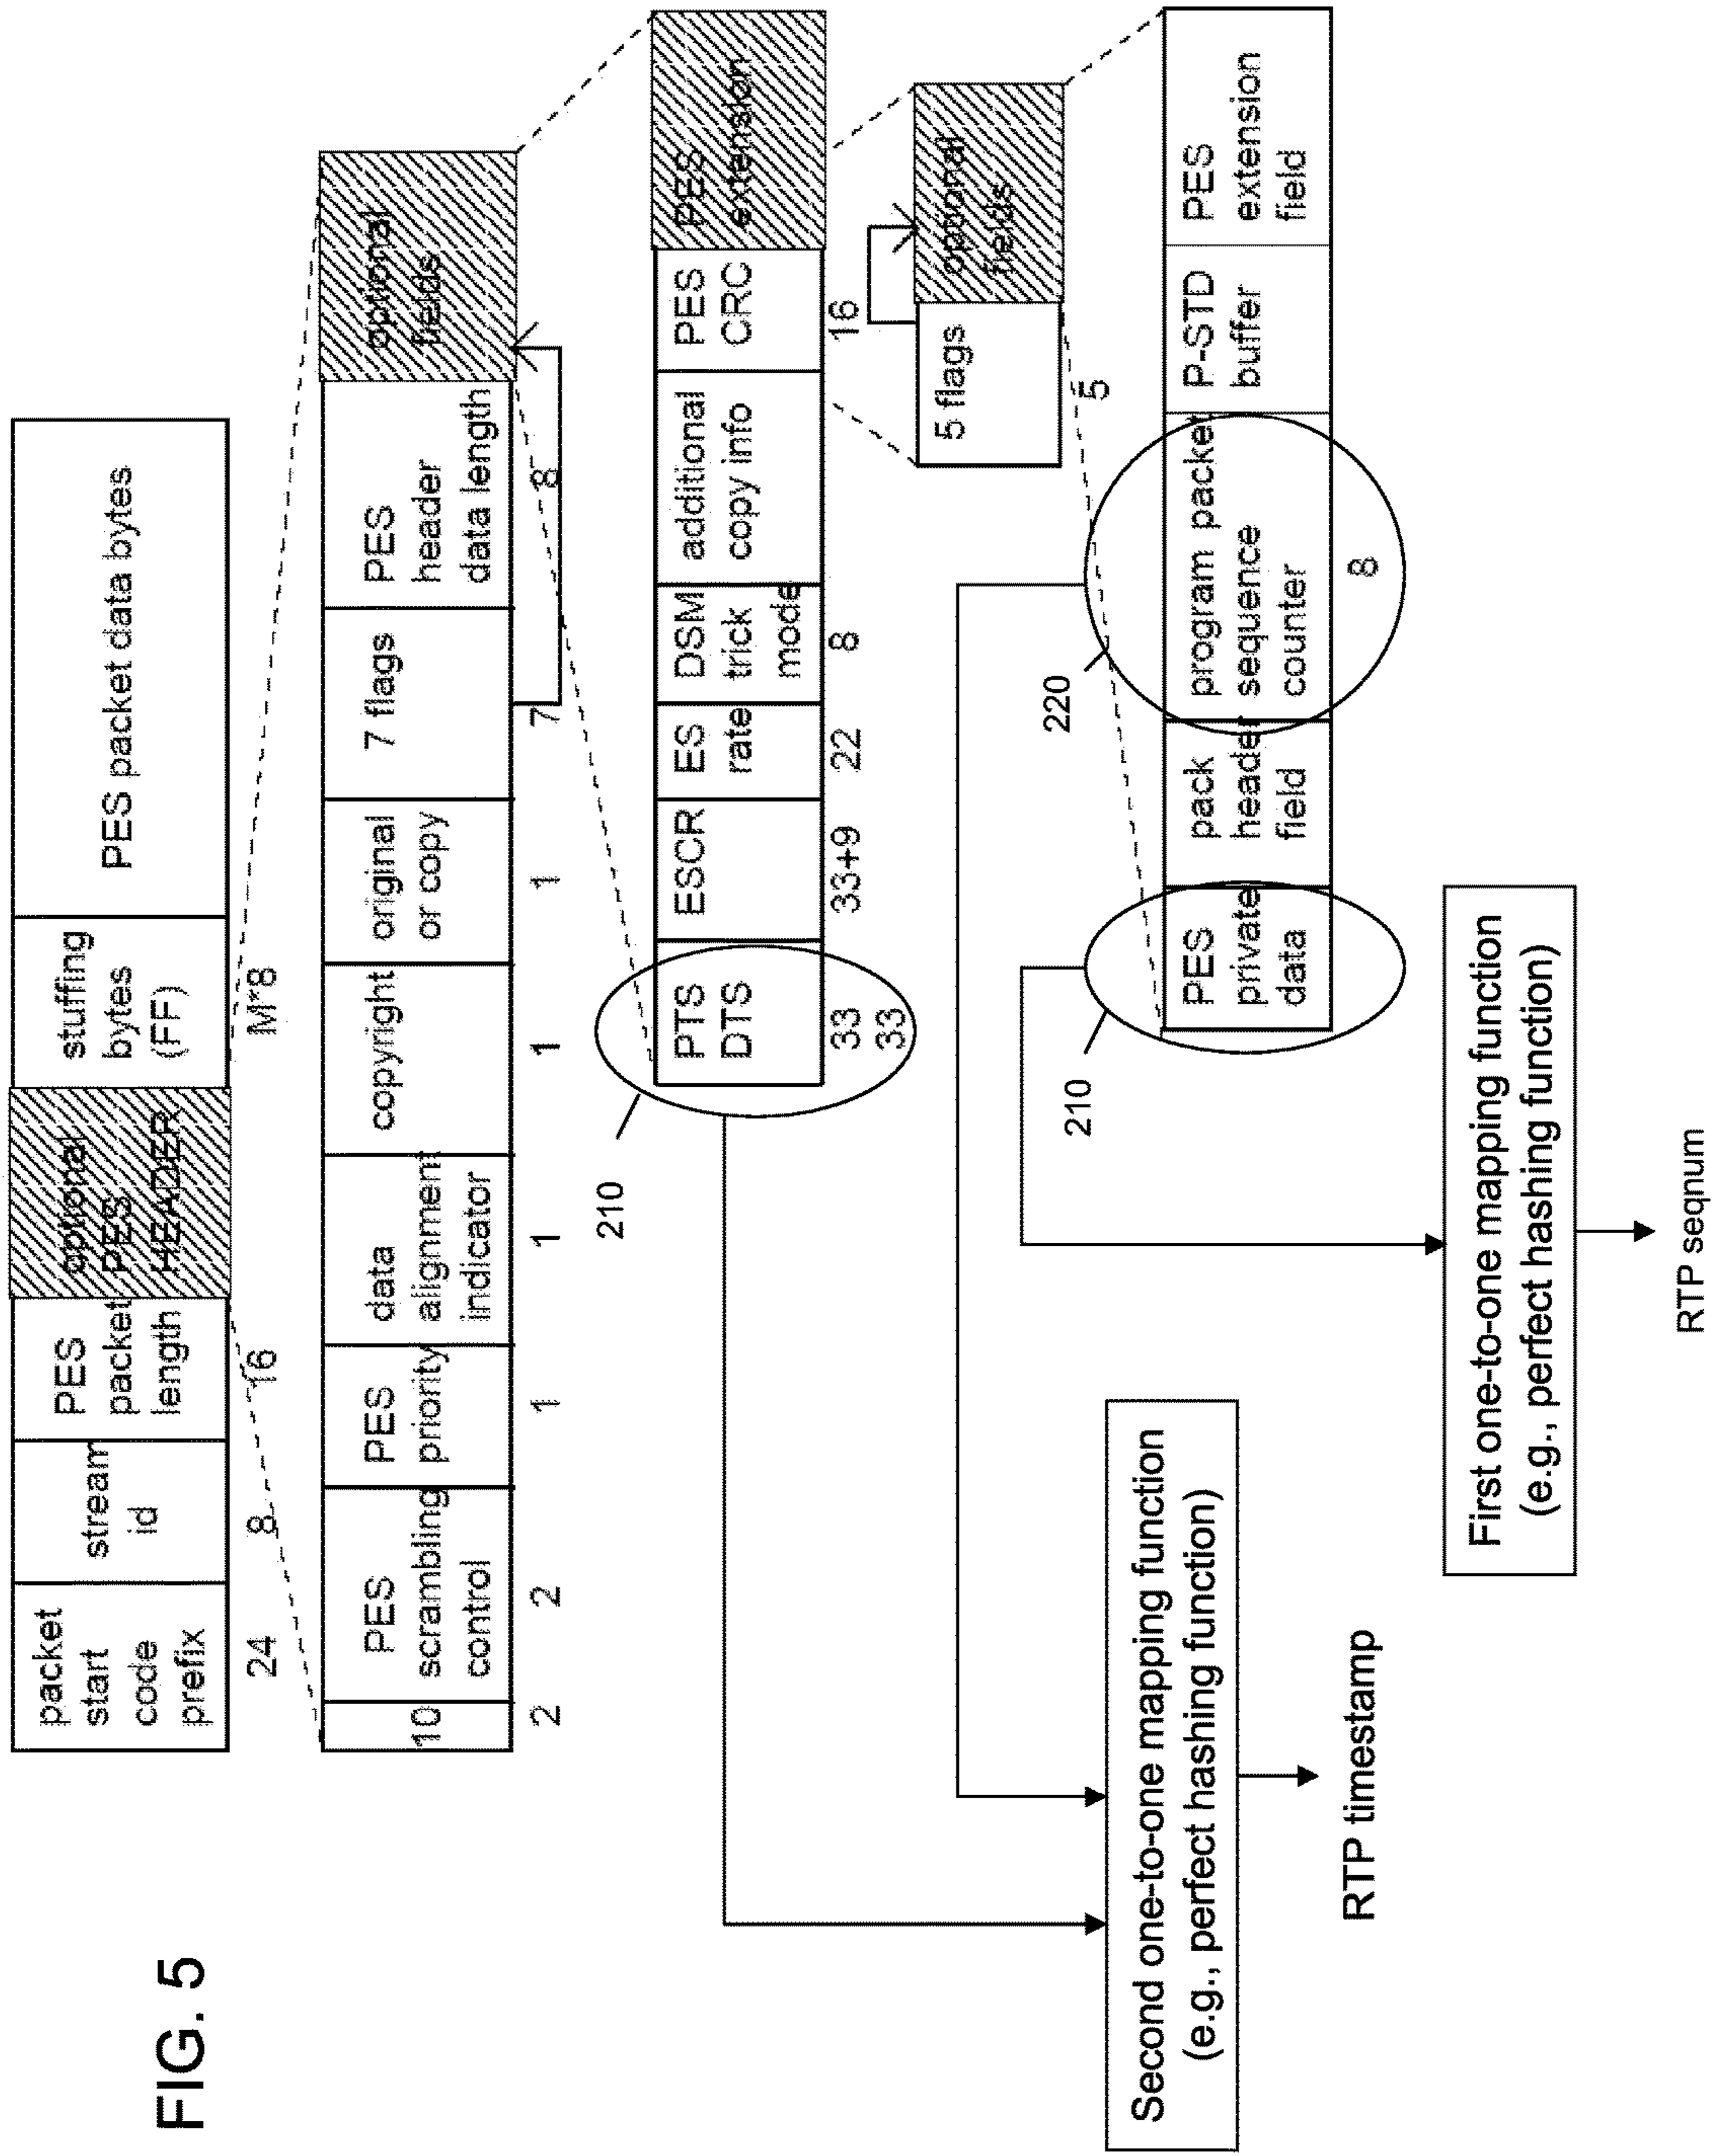 FIG. 5
packet
start
code
prefix
stream
id
PES
packet
length
optional
PES
HEADER
stuffing
bytes
(FF)
PES packet data bytes
24
8
16
M*8
10
PES
scrambling
control
PES
priority
data
alignment
indicator
copyright
original
or copy
7 flags
PES
header
data length
optional
fields
2
2
1
1
1
1
7
8
210
PTS
DTS
ESCR
ES
rate
DSM
trick
mode
additional
copy info
PES
CRC
PES
extension
33
33
33+9
22
8
16
5 flags
optional
fields
5
220
210
PES
private
data
pack
header
field
program packet
sequence
counter
P-STD
buffer
PES
extension
field
8
Second one-to-one mapping function
(e.g., perfect hashing function)
RTP timestamp
First one-to-one mapping function
(e.g., perfect hashing function)
RTP seqnum